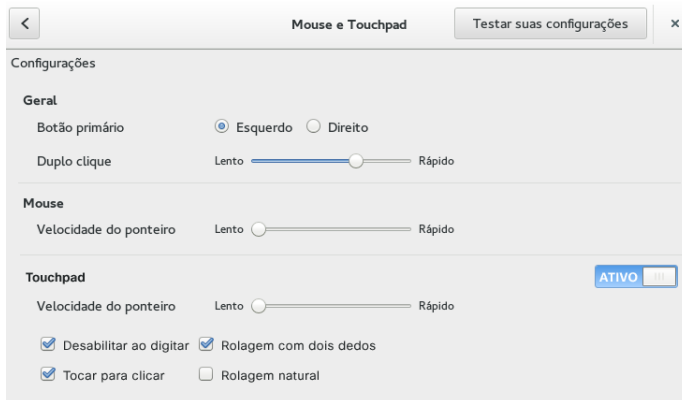 Mouse e Touchpad Testar suas configurações ×
Configurações
Geral
Botão primário Esquerdo Direito
Duplo clique Lento Rápido
Mouse
Velocidade do ponteiro Lento Rápido
Touchpad ATIVO
Velocidade do ponteiro Lento Rápido
Desabilitar ao digitar Rolagem com dois dedos
Tocar para clicar Rolagem natural